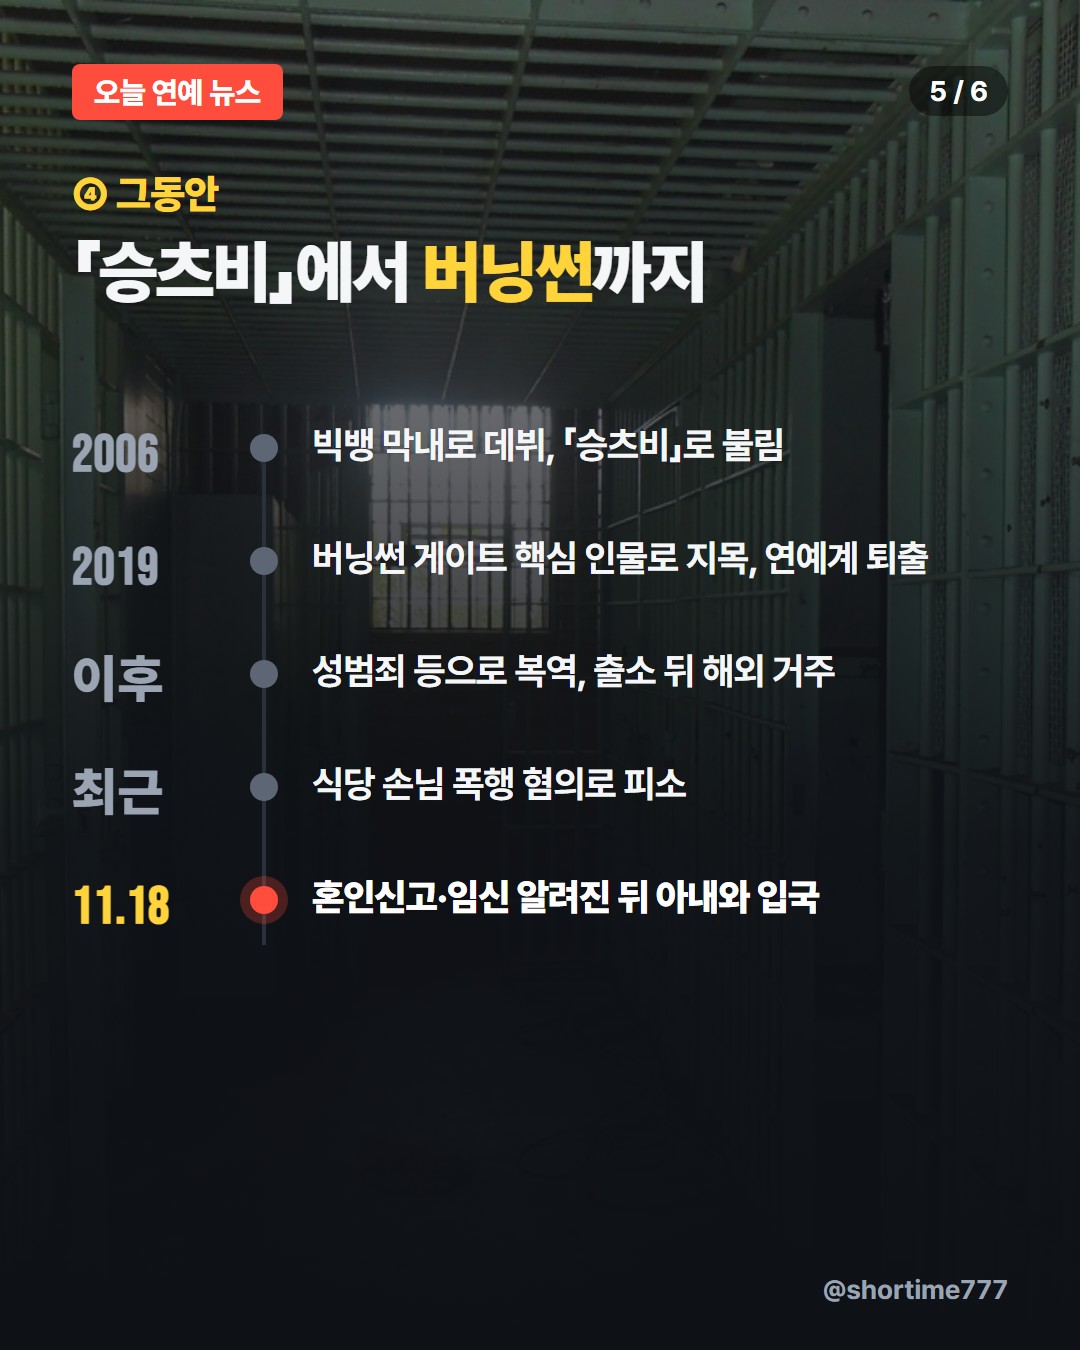 오늘 연예 뉴스
5 / 6
④ 그동안
「승츠비」에서 버닝썬까지
2006 빅뱅 막내로 데뷔, 「승츠비」로 불림
2019 버닝썬 게이트 핵심 인물로 지목, 연예계 퇴출
이후 성범죄 등으로 복역, 출소 뒤 해외 거주
최근 식당 손님 폭행 혐의로 피소
11.18 혼인신고·임신 알려진 뒤 아내와 입국
@shortime777